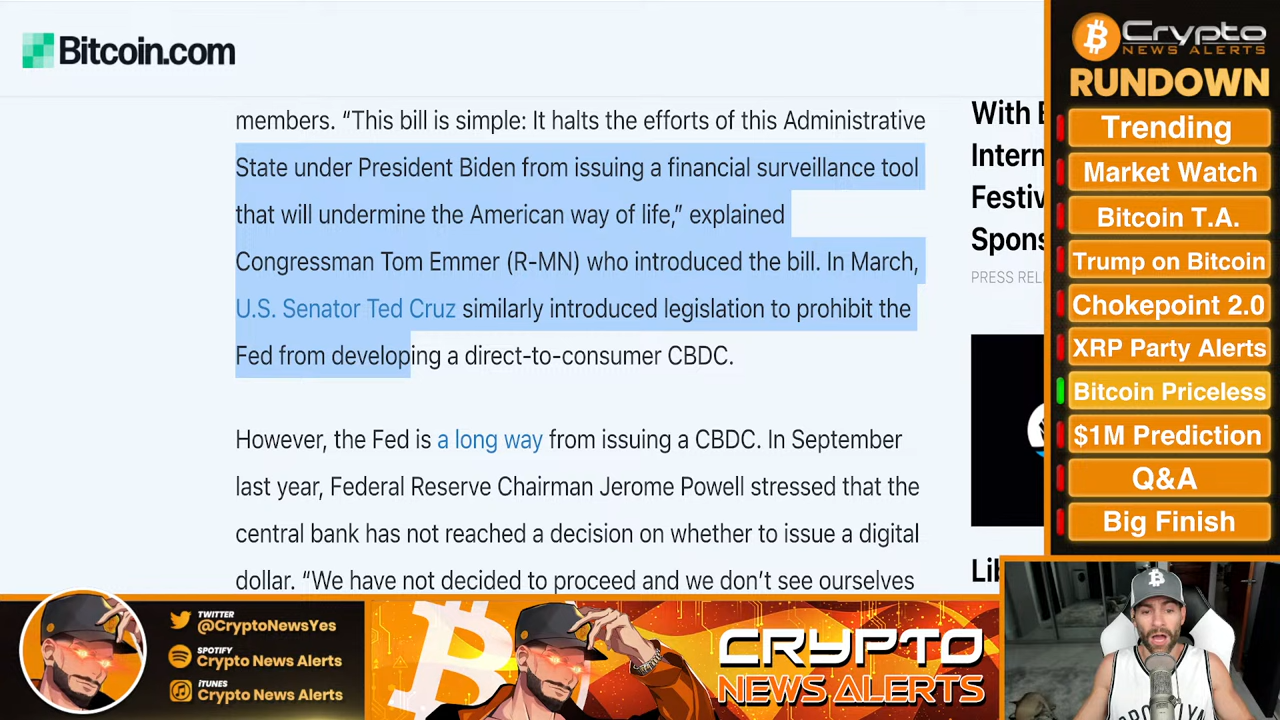 Bitcoin.com
members. “This bill is simple: It halts the efforts of this Administrative
State under President Biden from issuing a financial surveillance tool
that will undermine the American way of life,” explained
Congressman Tom Emmer (R-MN) who introduced the bill. In March,
U.S. Senator Ted Cruz similarly introduced legislation to prohibit the
Fed from developing a direct-to-consumer CBDC.
However, the Fed is a long way from issuing a CBDC. In September
last year, Federal Reserve Chairman Jerome Powell stressed that the
central bank has not reached a decision on whether to issue a digital
dollar. “We have not decided to proceed and we don’t see ourselves
With
Intern
Festiv
Spons
PRESS REL
Crypto
NEWS ALERTS
RUNDOWN
Trending
Market Watch
Bitcoin T.A.
Trump on Bitcoin
Chokepoint 2.0
XRP Party Alerts
Bitcoin Priceless
$1M Prediction
Q&A
Big Finish
TWITTER
@CryptoNewsYes
SPOTIFY
Crypto News Alerts
iTUNES
Crypto News Alerts
CRYPTO
NEWS ALERTS